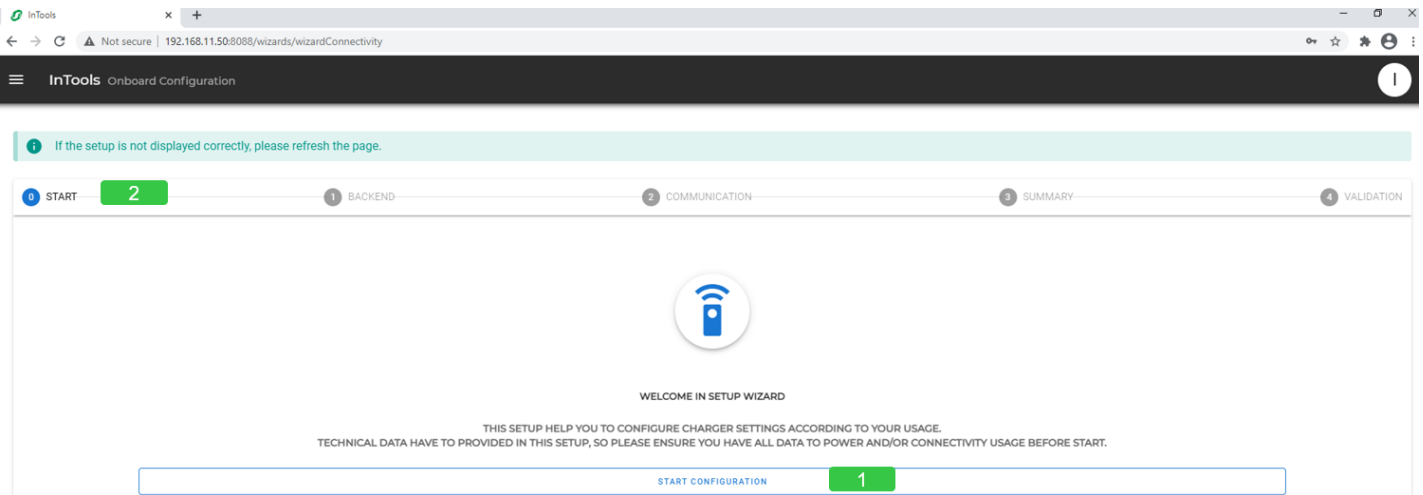 InTools
Not secure | 192.168.11.50:8088/wizards/wizardConnectivity
InTools Onboard Configuration
I
If the setup is not displayed correctly, please refresh the page.
0 START 2 1 BACKEND 2 COMMUNICATION 3 SUMMARY 4 VALIDATION
WELCOME IN SETUP WIZARD
THIS SETUP HELP YOU TO CONFIGURE CHARGER SETTINGS ACCORDING TO YOUR USAGE.
TECHNICAL DATA HAVE TO PROVIDED IN THIS SETUP, SO PLEASE ENSURE YOU HAVE ALL DATA TO POWER AND/OR CONNECTIVITY USAGE BEFORE START.
START CONFIGURATION 1